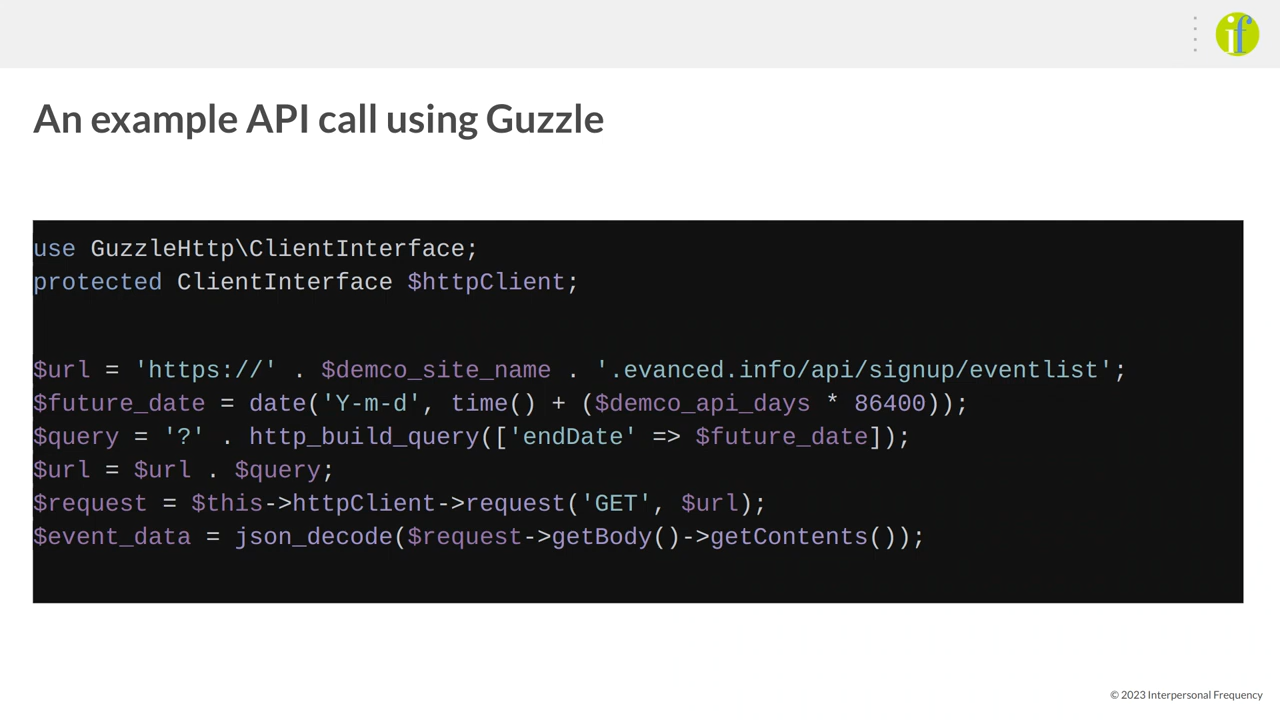 if
An example API call using Guzzle
use GuzzleHttp\ClientInterface;
protected ClientInterface $httpClient;
$url = 'https://' . $demco_site_name . '.evanced.info/api/signup/eventlist';
$future_date = date('Y-m-d', time() + ($demco_api_days * 86400));
$query = '?' . http_build_query(['endDate' => $future_date]);
$url = $url . $query;
$request = $this->httpClient->request('GET', $url);
$event_data = json_decode($request->getBody()->getContents());
© 2023 Interpersonal Frequency